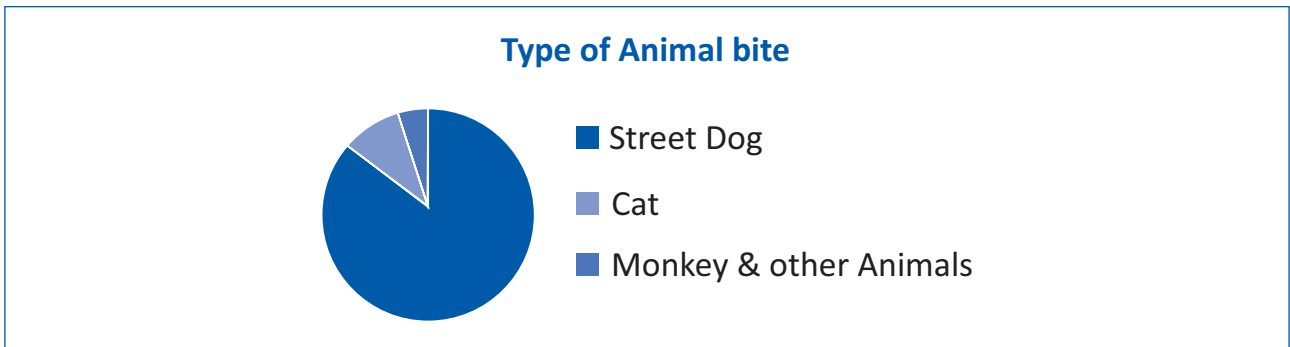 Type of Animal bite
Street Dog
Cat
Monkey & other Animals